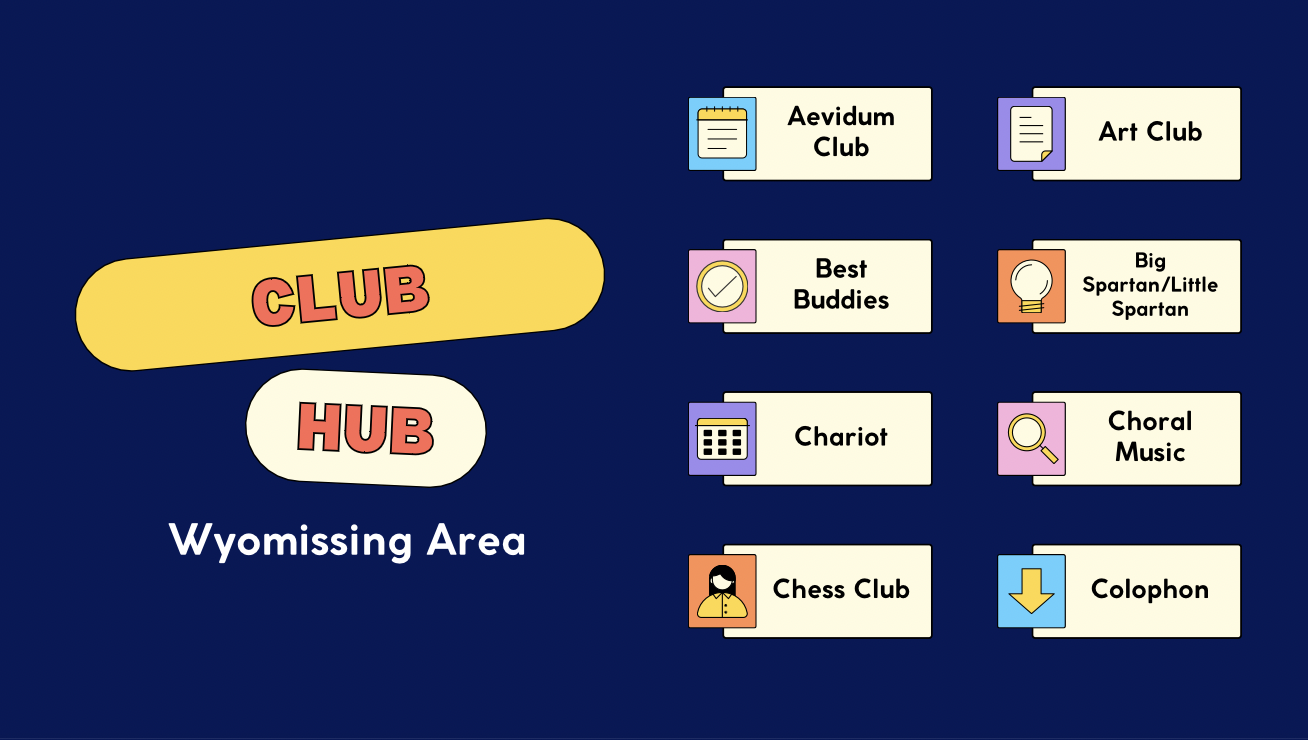 CLUB
HUB
Wyomissing Area
Aevidum
Club
Art Club
Best
Buddies
Big
Spartan/Little
Spartan
Chariot
Choral
Music
Chess Club
Colophon